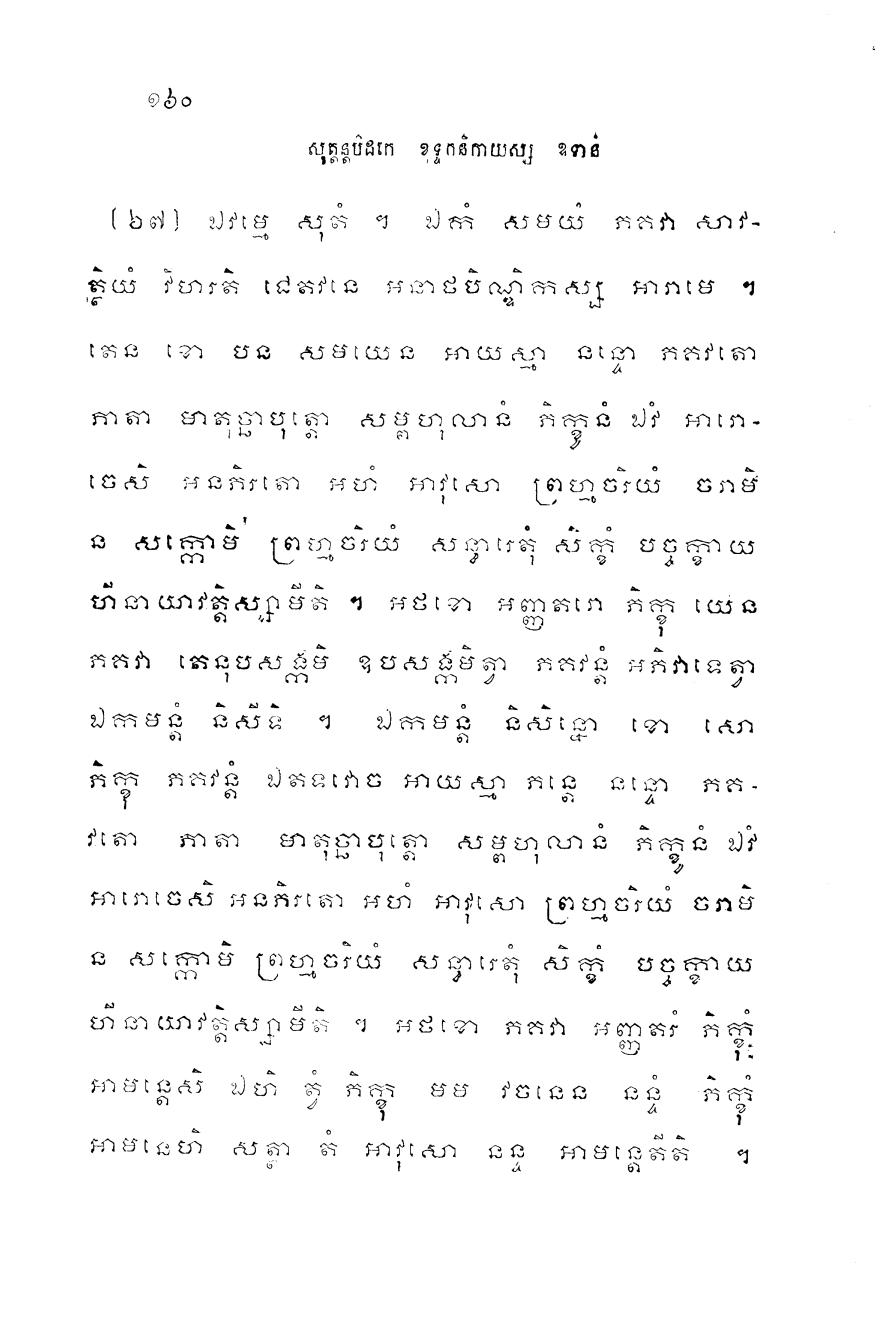 ១៦០
សុត្តន្តបិដកេ ខុទ្ទកនិកាយស្ស ឧទានំ
(៦៧) ឯវម្មេ សុតំ ។ ឯកំ សមយំ ភគវា សាវ-
ត្ថិយំ វិហរតិ ជេតវនេ អនាថបិណ្ឌិកស្ស អារាមេ ។
តេន ខោ បន សមយេន អាយស្មា នន្ទោ ភគវតោ
ភាតា មាតុច្ឆាបុត្តោ សម្ពហុលានំ ភិក្ខូនំ ឯវំ អារោ-
ចេសិ អនភិរតោ អហំ អាវុសោ ព្រហ្មចរិយំ ចរាមិ
ន សក្កោមិ ព្រហ្មចរិយំ សន្ធារេតុំ សិក្ខំ បច្ចក្ខាយ
ហីនាយាវត្តិស្សាមីតិ ។ អថខោ អញ្ញតរោ ភិក្ខុ យេន
ភគវា តេនុបសង្កមិ ឧបសង្កមិត្វា ភគវន្តំ អភិវាទេត្វា
ឯកមន្តំ និសីទិ ។ ឯកមន្តំ និសិន្នោ ខោ សោ
ភិក្ខុ ភគវន្តំ ឯតទវោច អាយស្មា ភន្តេ នន្ទោ ភគ-
វតោ ភាតា មាតុច្ឆាបុត្តោ សម្ពហុលានំ ភិក្ខូនំ ឯវំ
អារោចេសិ អនភិរតោ អហំ អាវុសោ ព្រហ្មចរិយំ ចរាមិ
ន សក្កោមិ ព្រហ្មចរិយំ សន្ធារេតុំ សិក្ខំ បច្ចក្ខាយ
ហីនាយាវត្តិស្សាមីតិ ។ អថខោ ភគវា អញ្ញតរំ ភិក្ខុំ
អាមន្តេសិ ឯហិ ត្វំ ភិក្ខុ មម វចនេន នន្ទំ ភិក្ខុំ
អាមនេហិ សត្ថា តំ អាវុសោ នន្ទ អាមន្តេតីតិ ។